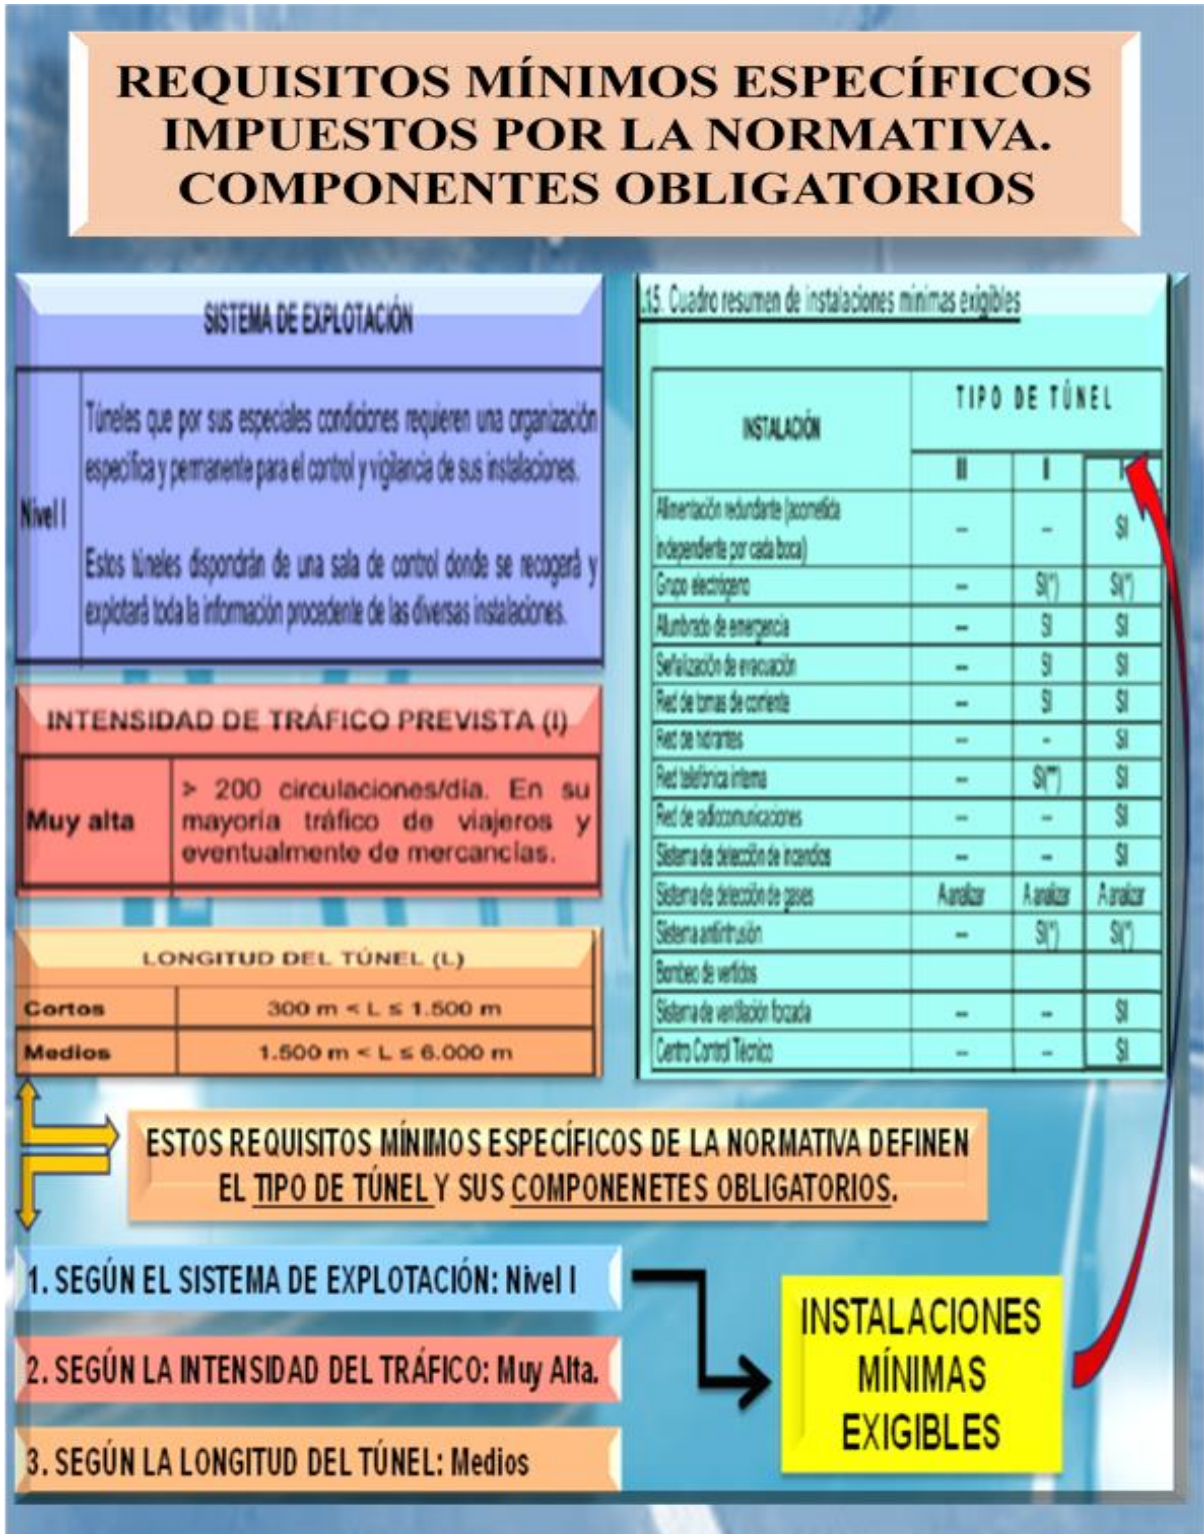 REQUISITOS MÍNIMOS ESPECÍFICOS
IMPUESTOS POR LA NORMATIVA.
COMPONENTES OBLIGATORIOS
SISTEMA DE EXPLOTACIÓN
Nivel I
Túneles que por sus especiales condiciones requieren una organización
específica y permanente para el control y vigilancia de sus instalaciones.
Estos túneles dispondrán de una sala de control donde se recogerá y
explotará toda la información procedente de las diversas instalaciones.
INTENSIDAD DE TRÁFICO PREVISTA (I)
Muy alta
> 200 circulaciones/día. En su
mayoría tráfico de viajeros y
eventualmente de mercancías.
LONGITUD DEL TÚNEL (L)
Cortos 300 m < L ≤ 1.500 m
Medios 1.500 m < L ≤ 6.000 m
.15. Cuadro resumen de instalaciones mínimas exigibles
INSTALACIÓN
TIPO DE TÚNEL
III II I
Alimentación redundante (acometida
independiente por cada boca) -- -- SI
Grupo electrógeno -- SI(*) SI(*)
Alumbrado de emergencia -- SI SI
Señalización de evacuación -- SI SI
Red de tomas de corriente -- SI SI
Red de hidrantes -- -- SI
Red telefónica interna -- SI(**) SI
Red de radiocomunicaciones -- -- SI
Sistema de detección de incendios -- -- SI
Sistema de detección de gases A analizar A analizar A analizar
Sistema antiintrusión -- SI(*) SI(*)
Bombeo de vertidos
Sistema de ventilación forzada -- -- SI
Centro Control Técnico -- -- SI
ESTOS REQUISITOS MÍNIMOS ESPECÍFICOS DE LA NORMATIVA DEFINEN
EL TIPO DE TÚNEL Y SUS COMPONENETES OBLIGATORIOS.
1. SEGÚN EL SISTEMA DE EXPLOTACIÓN: Nivel I
2. SEGÚN LA INTENSIDAD DEL TRÁFICO: Muy Alta.
3. SEGÚN LA LONGITUD DEL TÚNEL: Medios
INSTALACIONES
MÍNIMAS
EXIGIBLES